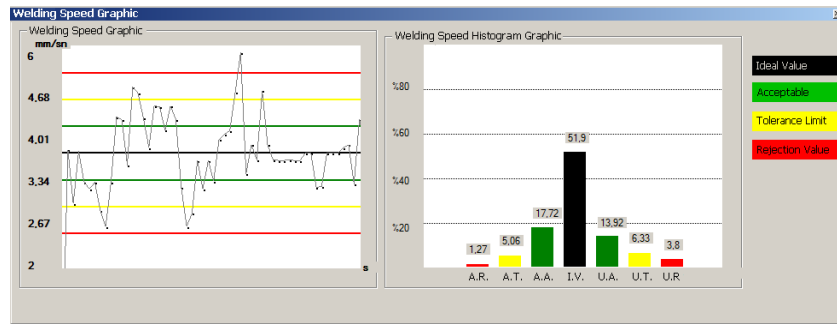 Welding Speed Graphic
Welding Speed Graphic
mm/sn
6
4.68
4.01
3,34
2,67
2
s
Welding Speed Histogram Graphic
%80
%60
%40
%20
1,27
5,06
17,72
51,9
13,92
6,33
3,8
A.R. A.T. A.A. I.V. U.A. U.T. U.R
Ideal Value
Acceptable
Tolerance Limit
Rejection Value